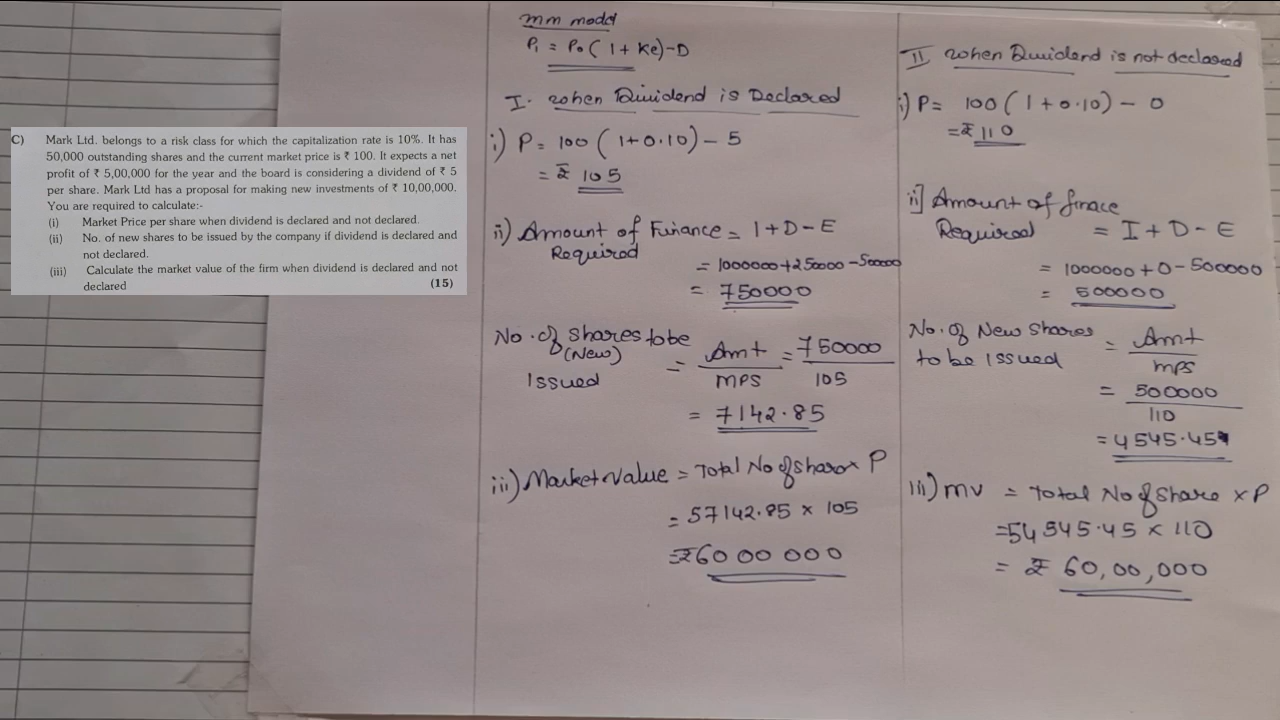 C) Mark Ltd. belongs to a risk class for which the capitalization rate is 10%. It has
50,000 outstanding shares and the current market price is ₹ 100. It expects a net
profit of ₹ 5,00,000 for the year and the board is considering a dividend of ₹ 5
per share. Mark Ltd has a proposal for making new investments of ₹ 10,00,000.
You are required to calculate:-
(i) Market Price per share when dividend is declared and not declared.
(ii) No. of new shares to be issued by the company if dividend is declared and
not declared.
(iii) Calculate the market value of the firm when dividend is declared and not
declared (15)
mm model
P₁ = P₀ ( 1 + Ke) - D
I. when Dividend is Declared
i) P = 100 ( 1+0.10) - 5
= ₹ 105
ii) Amount of Finance = I + D - E
Required
= 1000000+250000-500000
= 750000
No. of shares to be = Amt = 750000
(New)
Issued MPS 105
= 7142.85
iii) Market Value = Total No of share x P
= 57142.85 x 105
= ₹ 6000000
II when Dividend is not declared
i) P = 100 ( 1 + 0.10) - 0
= ₹ 110
ii] Amount of finace
Required = I + D - E
= 1000000 + 0 - 500000
= 500000
No. of New Shares = Amt
to be Issued mps
= 500000
110
= 4545.45
iii) mv = Total No of Share x P
= 54545.45 x 110
= ₹ 60,00,000